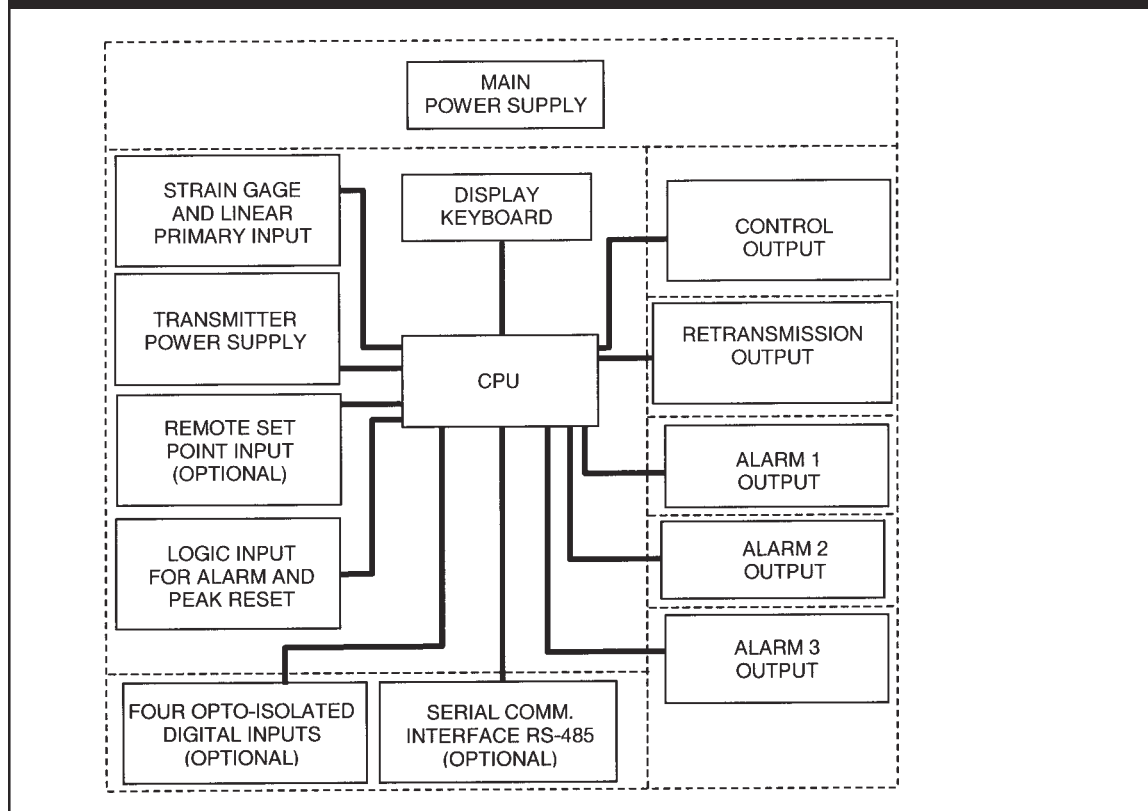 MAIN
POWER SUPPLY
STRAIN GAGE
AND LINEAR
PRIMARY INPUT
DISPLAY
KEYBOARD
CONTROL
OUTPUT
TRANSMITTER
POWER SUPPLY
RETRANSMISSION
OUTPUT
CPU
REMOTE SET
POINT INPUT
(OPTIONAL)
ALARM 1
OUTPUT
LOGIC INPUT
FOR ALARM AND
PEAK RESET
ALARM 2
OUTPUT
ALARM 3
OUTPUT
FOUR OPTO-ISOLATED
DIGITAL INPUTS
(OPTIONAL)
SERIAL COMM.
INTERFACE RS-485
(OPTIONAL)